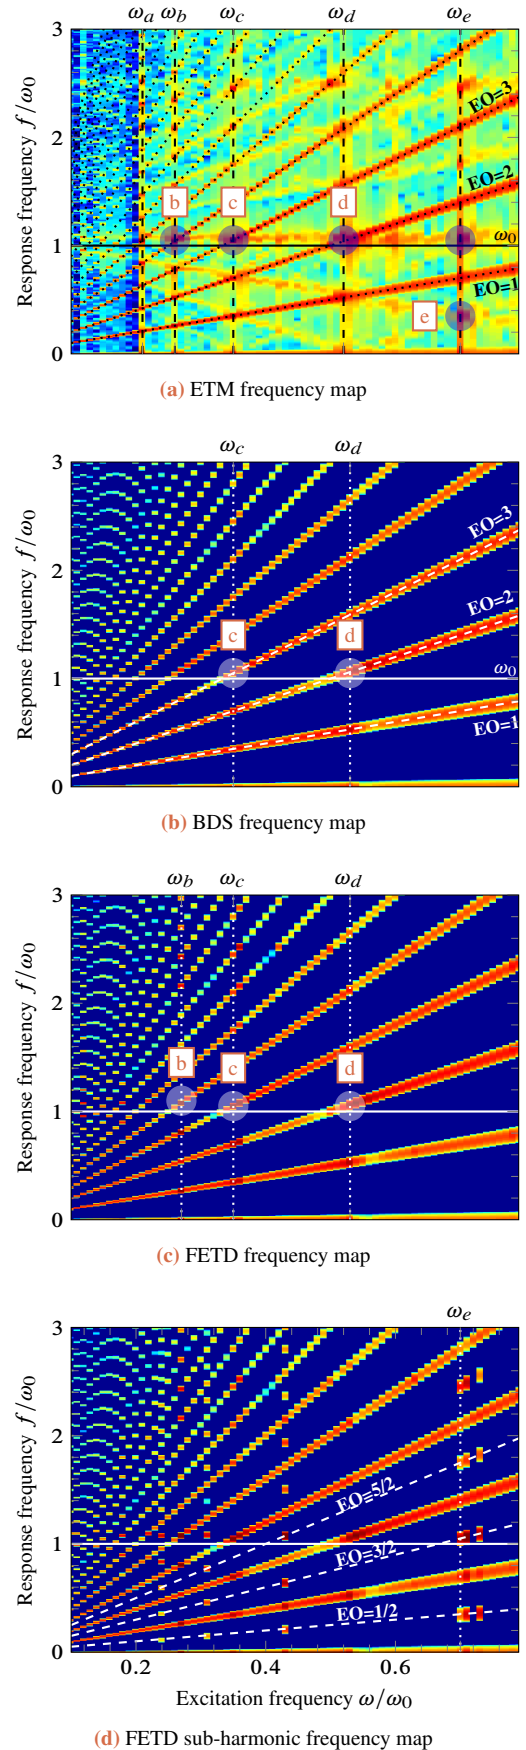 ω_a ω_b ω_c ω_d ω_e
3
EO=3
2
EO=2
b c d
ω_0
1
EO=1
e
0
Response frequency f/ω_0
(a) ETM frequency map
ω_c ω_d
3
EO=3
2
EO=2
c d
ω_0
1
EO=1
0
Response frequency f/ω_0
(b) BDS frequency map
ω_b ω_c ω_d
3
2
b c d
1
0
Response frequency f/ω_0
(c) FETD frequency map
ω_e
3
2
EO=5/2
1
EO=3/2
EO=1/2
0
Response frequency f/ω_0
0.2 0.4 0.6
Excitation frequency ω/ω_0
(d) FETD sub-harmonic frequency map